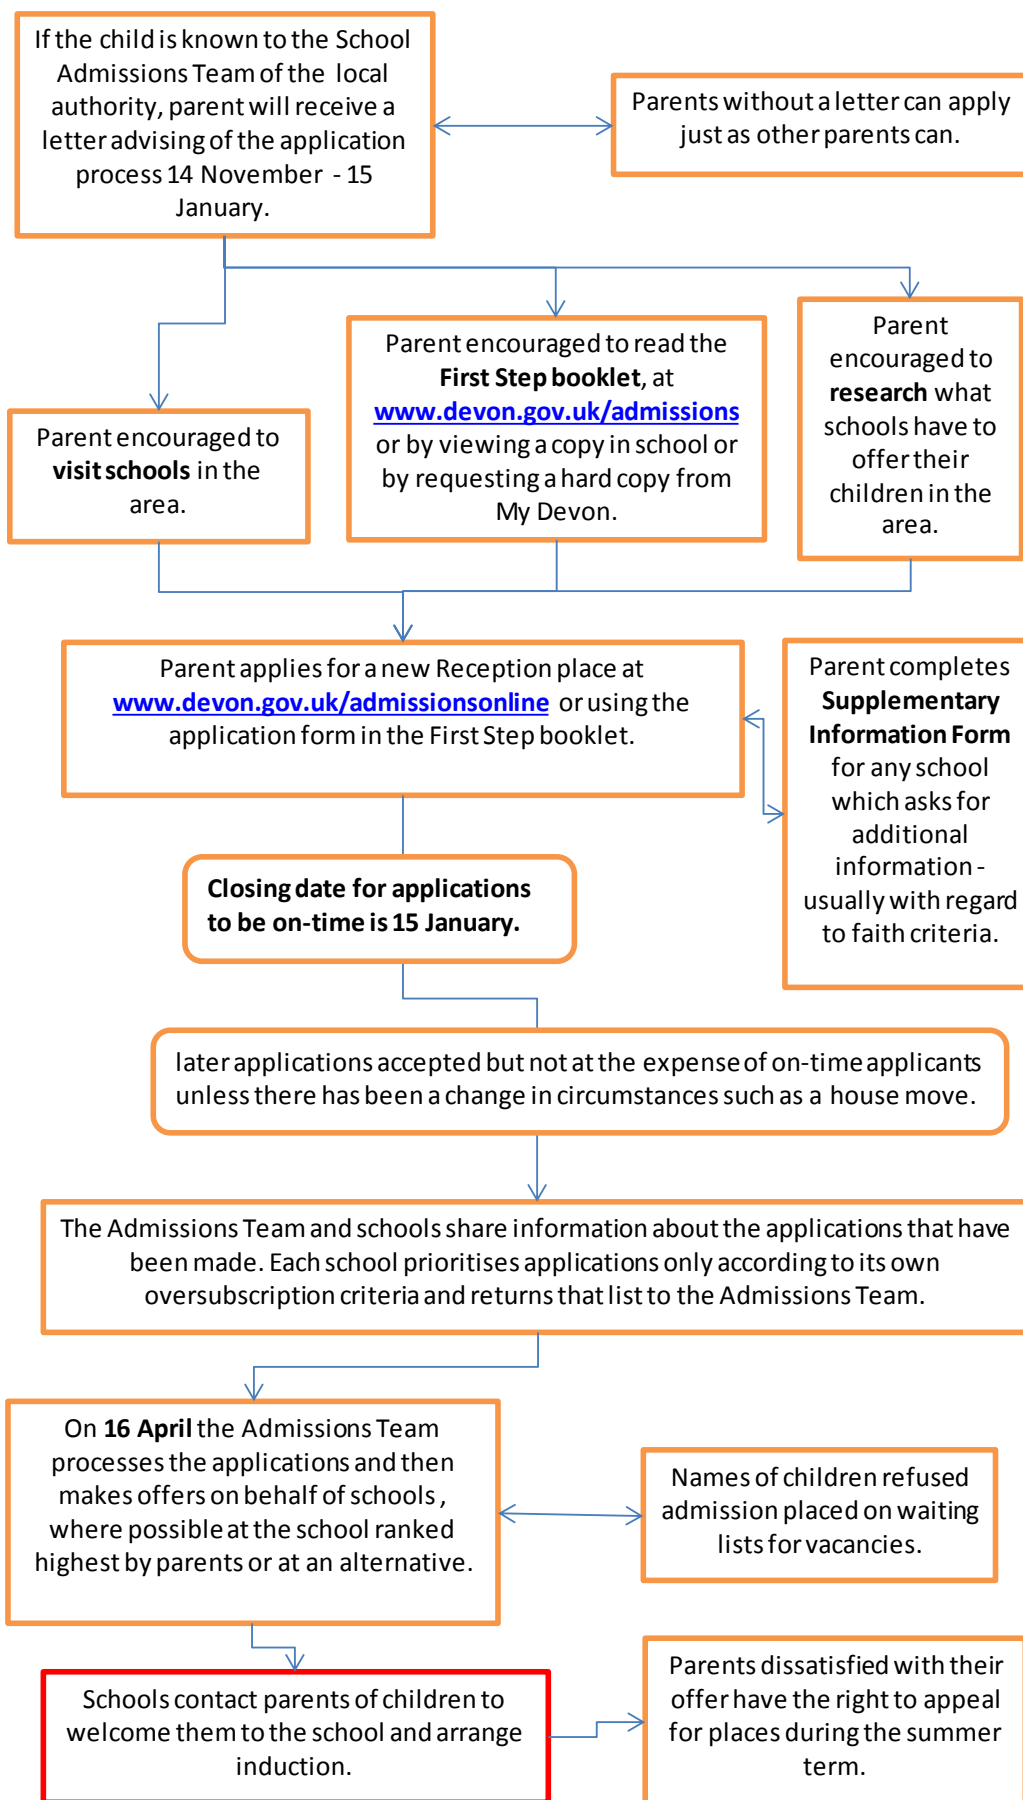 If the child is known to the School
Admissions Team of the local
authority, parent will receive a
letter advising of the application
process 14 November - 15
January.
Parents without a letter can apply
just as other parents can.
Parent encouraged to
visit schools in the
area.
Parent encouraged to read the
First Step booklet, at
www.devon.gov.uk/admissions
or by viewing a copy in school or
by requesting a hard copy from
My Devon.
Parent
encouraged to
research what
schools have to
offer their
children in the
area.
Parent applies for a new Reception place at
www.devon.gov.uk/admissionsonline or using the
application form in the First Step booklet.
Parent completes
Supplementary
Information Form
for any school
which asks for
additional
information -
usually with regard
to faith criteria.
Closing date for applications
to be on-time is 15 January.
later applications accepted but not at the expense of on-time applicants
unless there has been a change in circumstances such as a house move.
The Admissions Team and schools share information about the applications that have
been made. Each school prioritises applications only according to its own
oversubscription criteria and returns that list to the Admissions Team.
On 16 April the Admissions Team
processes the applications and then
makes offers on behalf of schools ,
where possible at the school ranked
highest by parents or at an alternative.
Names of children refused
admission placed on waiting
lists for vacancies.
Schools contact parents of children to
welcome them to the school and arrange
induction.
Parents dissatisfied with their
offer have the right to appeal
for places during the summer
term.